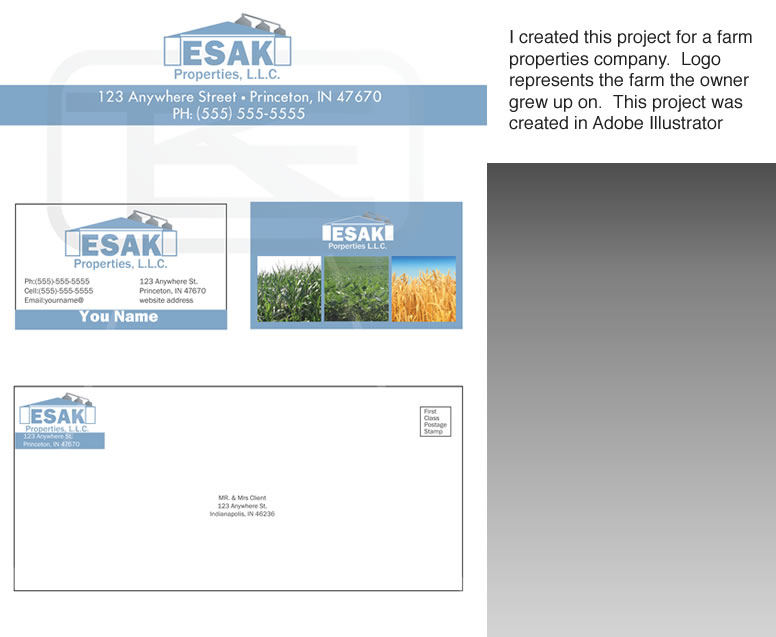 ESAK
Properties, L.L.C.
123 Anywhere Street • Princeton, IN 47670
PH: (555) 555-5555
I created this project for a farm
properties company.  Logo
represents the farm the owner
grew up on.  This project was
created in Adobe Illustrator
ESAK
Properties, L.L.C.
Ph:(555)-555-5555
Cell:(555)-555-5555
Email:yourname@
123 Anywhere St.
Princeton, IN 47670
website address
You Name
ESAK
Porperties L.L.C.
ESAK
Properties, L.L.C.
123 Anywhere St.
Princeton, IN 47670
First
Class
Postage
Stamp
MR. & Mrs Client
123 Anywhere St.
Indianapolis, IN 46236